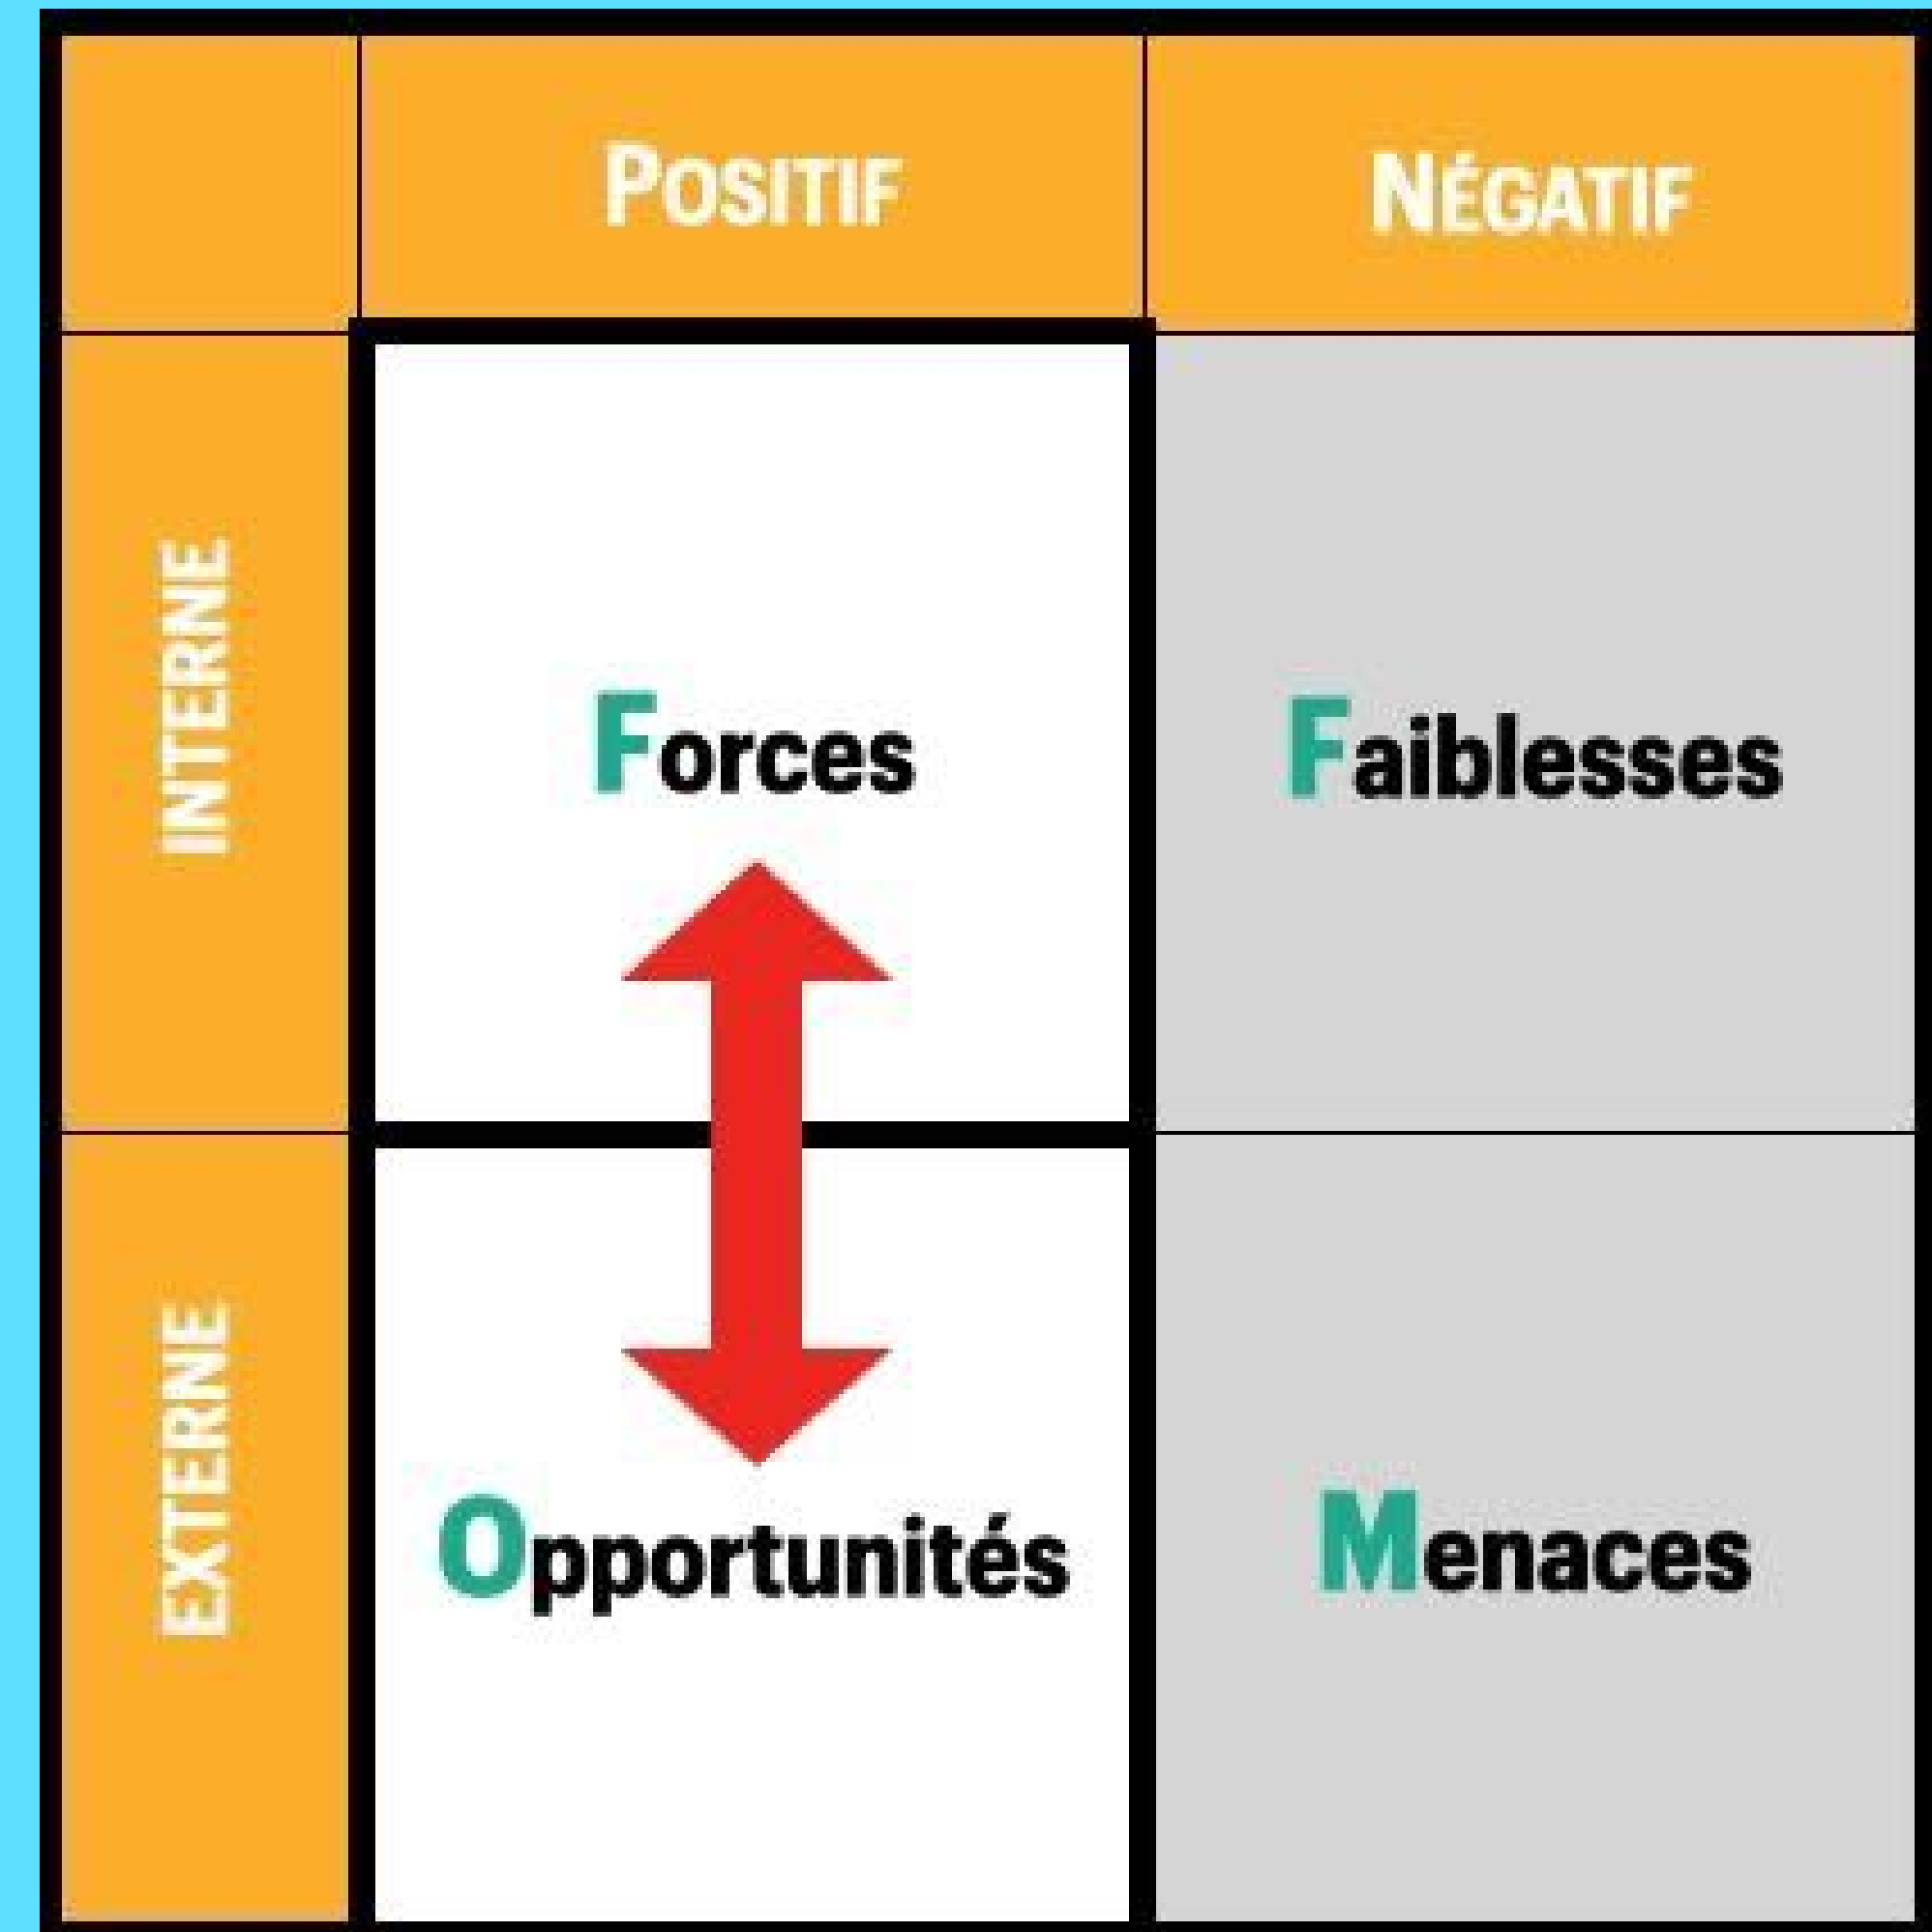 POSITIF
NÉGATIF
INTERNE
Forces
Faiblesses
EXTERNE
Opportunités
Menaces